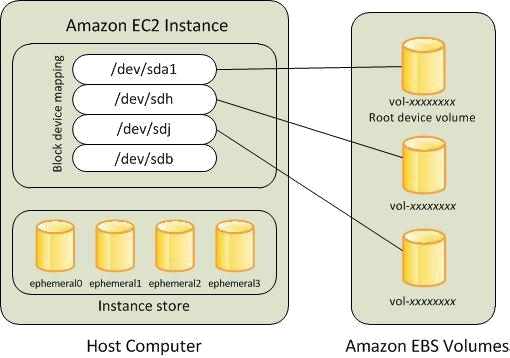 Amazon EC2 Instance
Block device mapping
/dev/sda1
/dev/sdh
/dev/sdj
/dev/sdb
ephemeral0
ephemeral1
ephemeral2
ephemeral3
Instance store
Host Computer
vol-xxxxxxxx
Root device volume
vol-xxxxxxxx
vol-xxxxxxxx
Amazon EBS Volumes